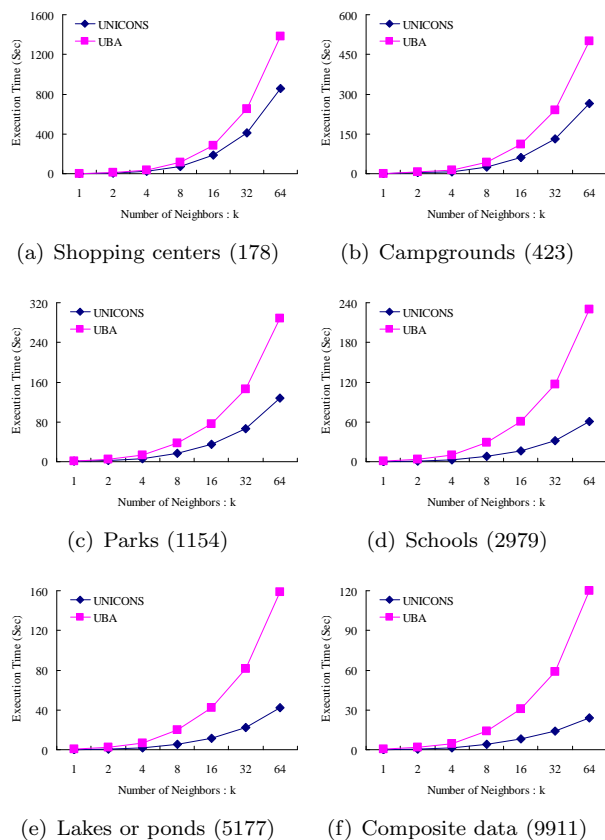 1600
1200
800
400
0
Execution Time (Sec)
UNICONS
UBA
1 2 4 8 16 32 64
Number of Neighbors : k
(a) Shopping centers (178)
600
450
300
150
0
Execution Time (Sec)
UNICONS
UBA
1 2 4 8 16 32 64
Number of Neighbors : k
(b) Campgrounds (423)
320
240
160
80
0
Execution Time (Sec)
UNICONS
UBA
1 2 4 8 16 32 64
Number of Neighbors : k
(c) Parks (1154)
240
180
120
60
0
Execution Time (Sec)
UNICONS
UBA
1 2 4 8 16 32 64
Number of Neighbors : k
(d) Schools (2979)
160
120
80
40
0
Execution Time (Sec)
UNICONS
UBA
1 2 4 8 16 32 64
Number of Neighbors : k
(e) Lakes or ponds (5177)
120
90
60
30
0
Execution Time (Sec)
UNICONS
UBA
1 2 4 8 16 32 64
Number of Neighbors : k
(f) Composite data (9911)